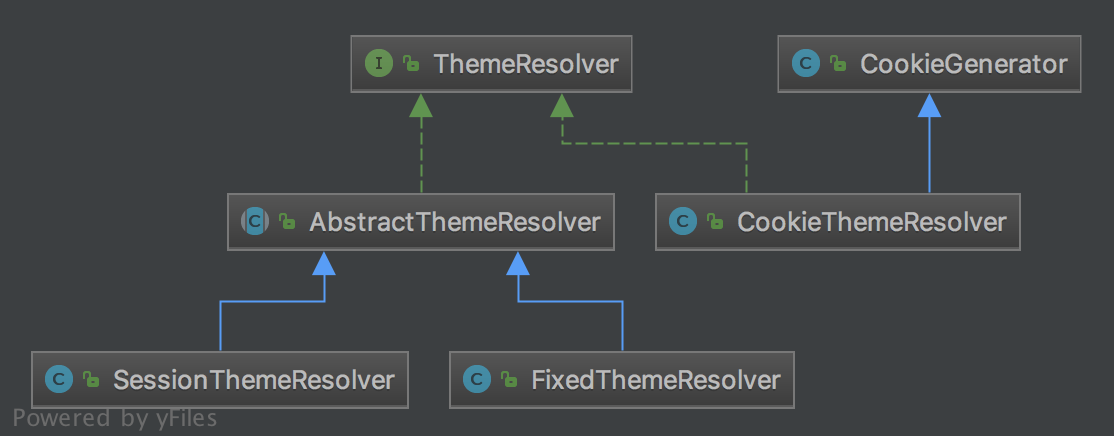 I ThemeResolver
C CookieGenerator
C AbstractThemeResolver
C CookieThemeResolver
C SessionThemeResolver
C FixedThemeResolver
Powered by yFiles